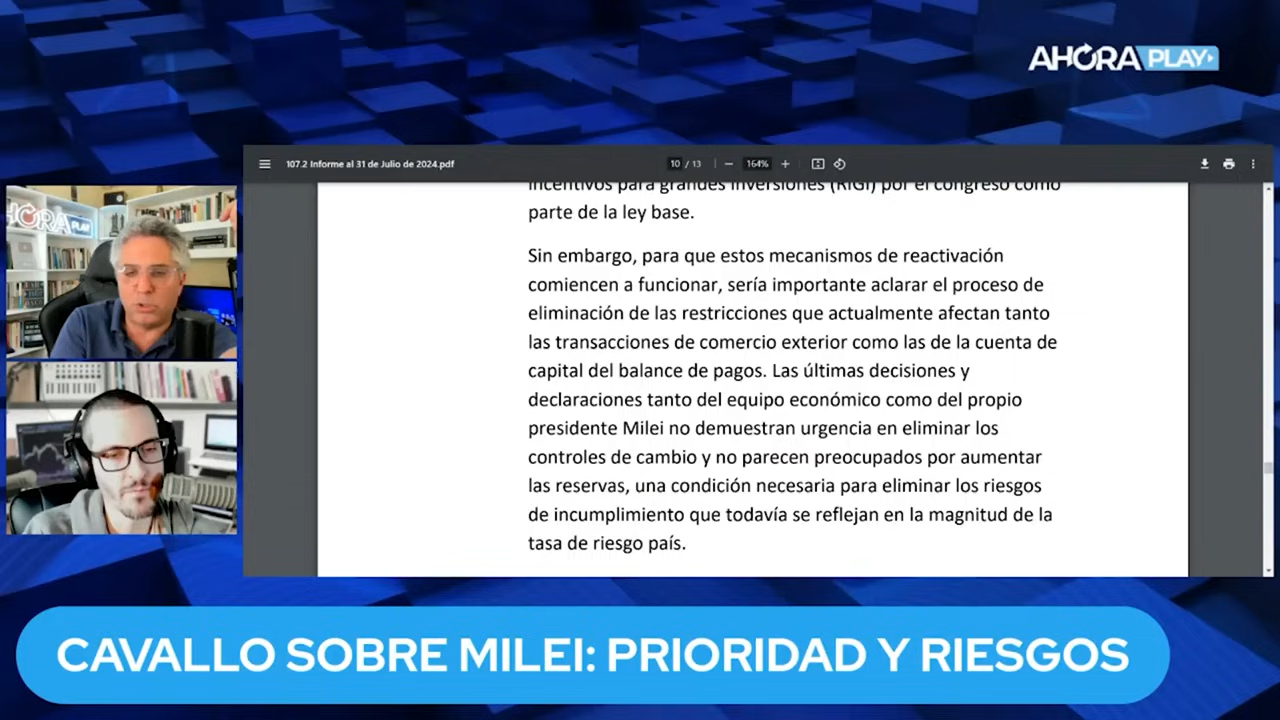 AHORA PLAY
107.2 Informe al 31 de Julio de 2024.pdf
10 / 13
164%
incentivos para grandes inversiones (RIGI) por el congreso como
parte de la ley base.
Sin embargo, para que estos mecanismos de reactivación
comiencen a funcionar, sería importante aclarar el proceso de
eliminación de las restricciones que actualmente afectan tanto
las transacciones de comercio exterior como las de la cuenta de
capital del balance de pagos. Las últimas decisiones y
declaraciones tanto del equipo económico como del propio
presidente Milei no demuestran urgencia en eliminar los
controles de cambio y no parecen preocupados por aumentar
las reservas, una condición necesaria para eliminar los riesgos
de incumplimiento que todavía se reflejan en la magnitud de la
tasa de riesgo país.
AHORA PLAY
CAVALLO SOBRE MILEI: PRIORIDAD Y RIESGOS